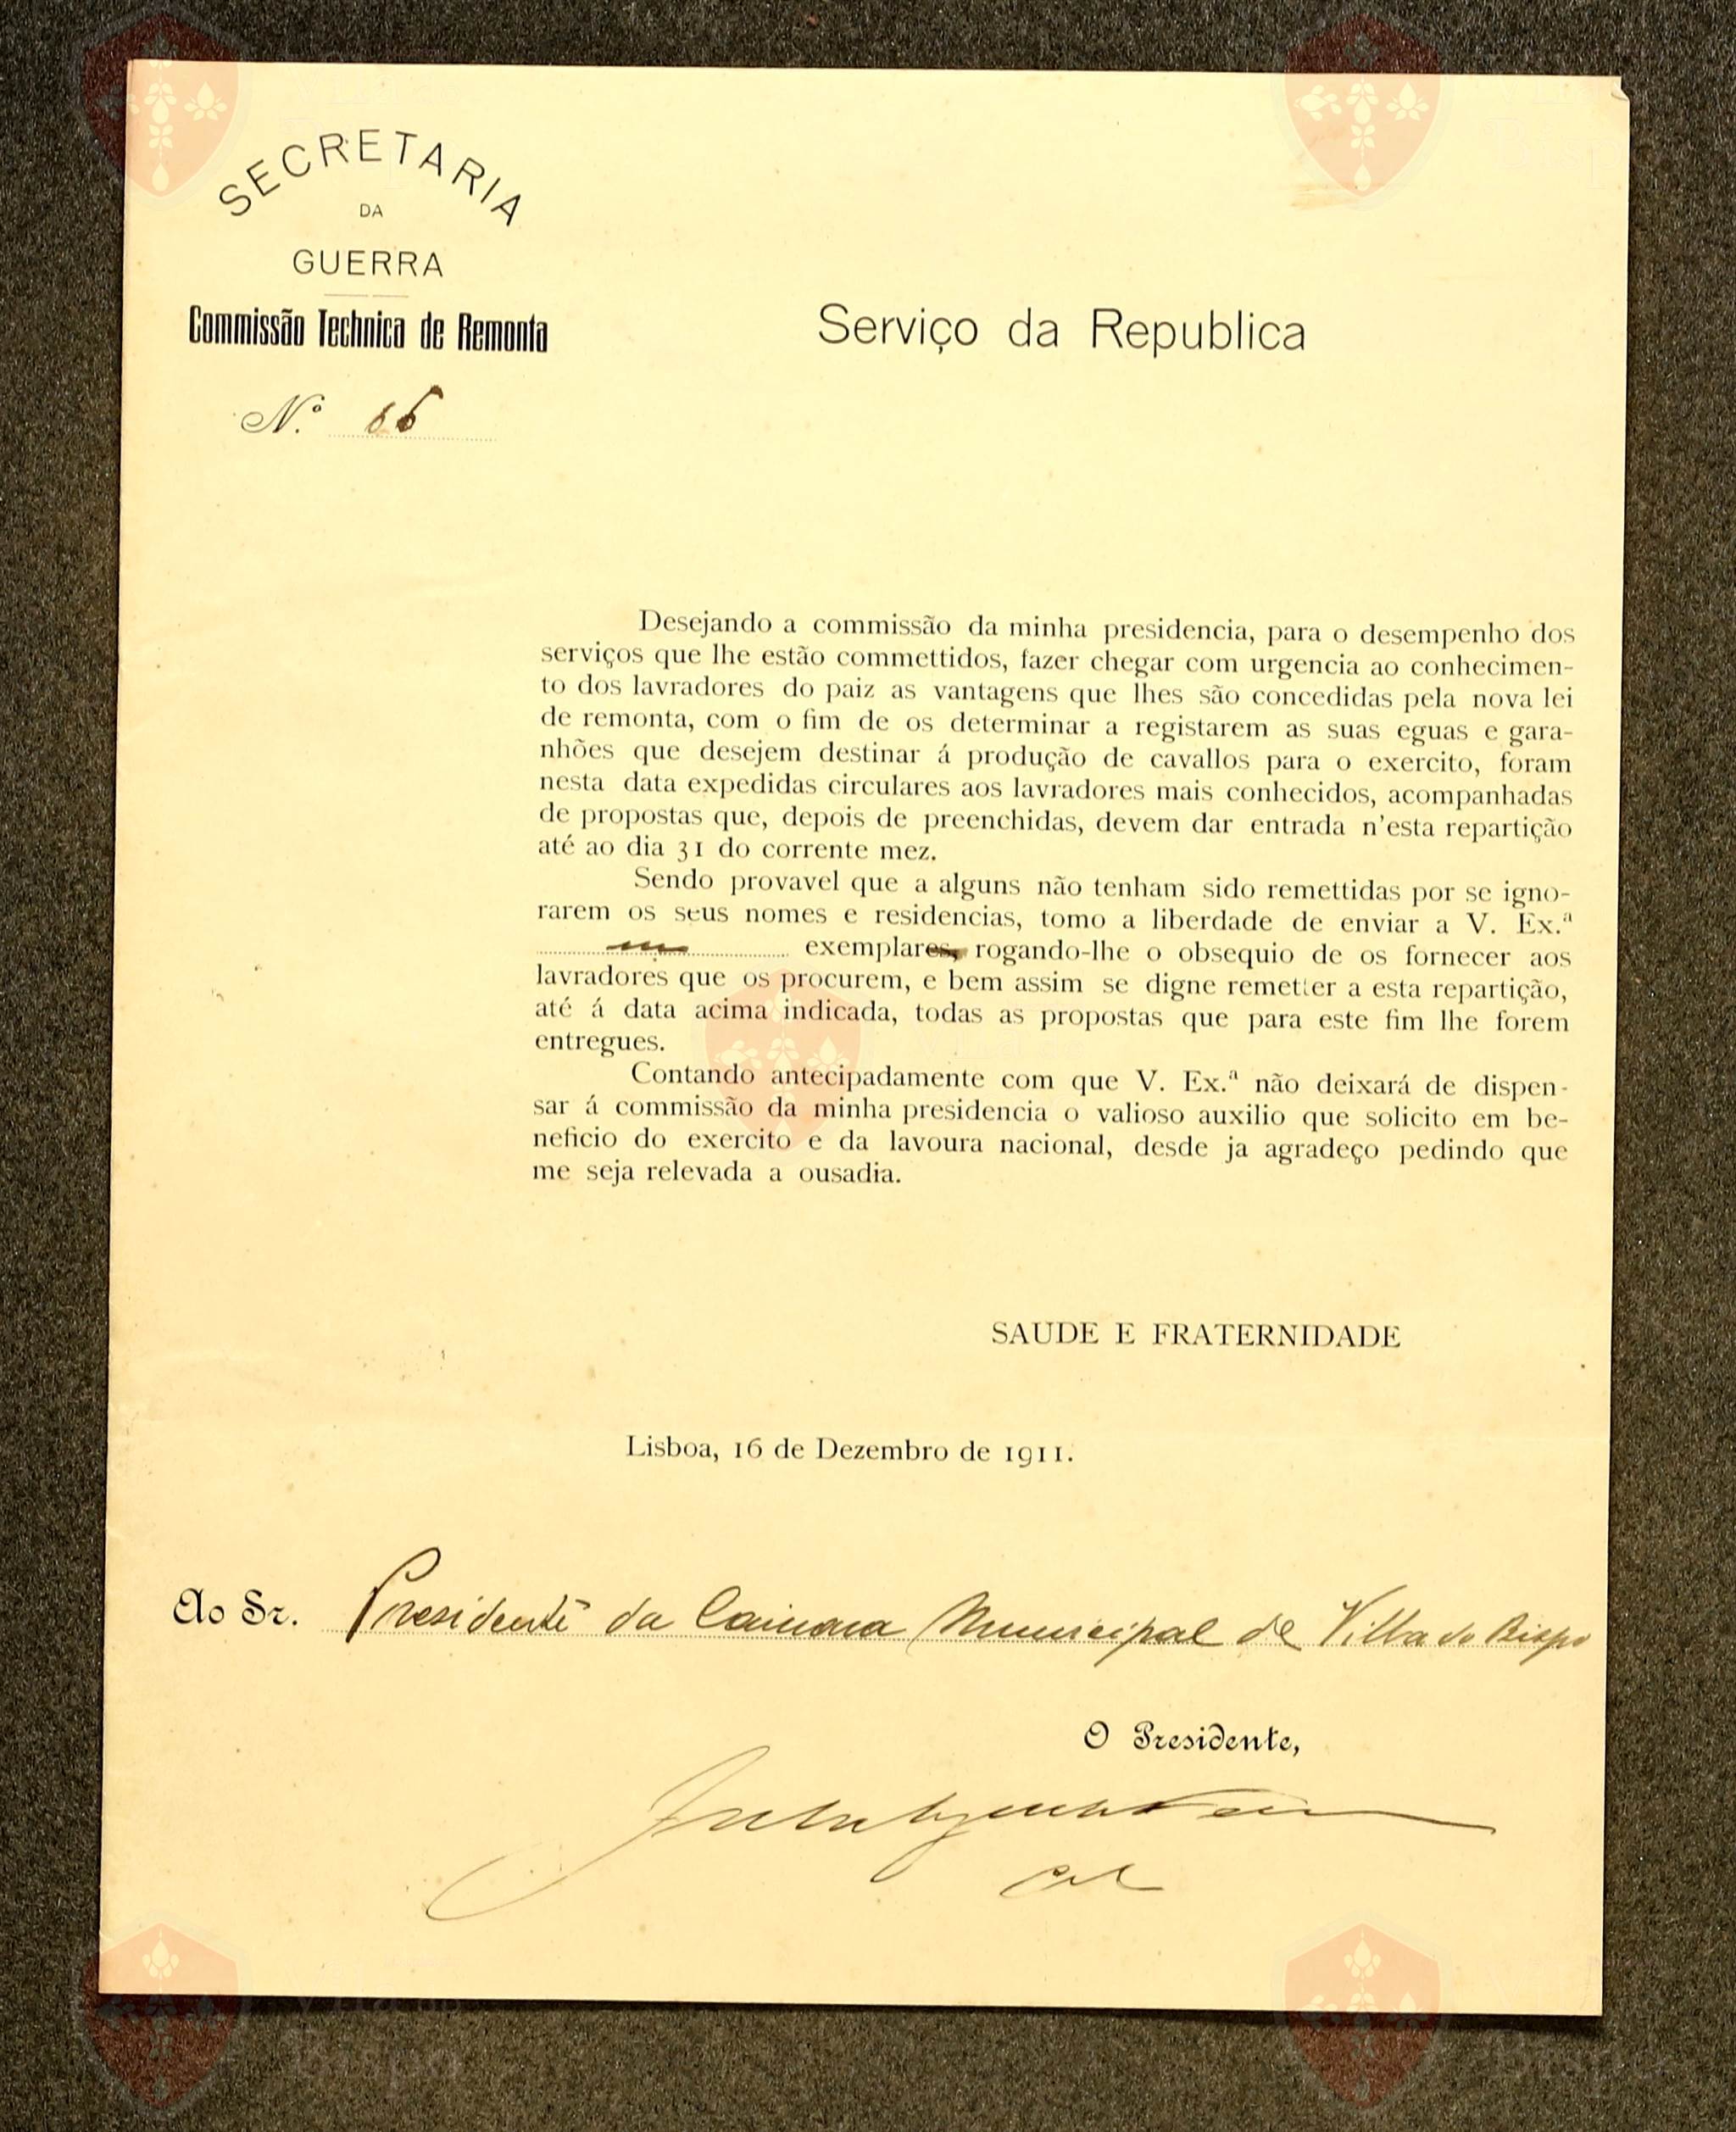 SECRETARIA
DA
GUERRA
Commissão Technica de Remonta
Serviço da Republica
N.º 66
Desejando a commissão da minha presidencia, para o desempenho dos
serviços que lhe estão commettidos, fazer chegar com urgencia ao conhecimen-
to dos lavradores do paiz as vantagens que lhes são concedidas pela nova lei
de remonta, com o fim de os determinar a registarem as suas eguas e gara-
nhões que desejem destinar á produção de cavallos para o exercito, foram
nesta data expedidas circulares aos lavradores mais conhecidos, acompanhadas
de propostas que, depois de preenchidas, devem dar entrada n'esta repartição
até ao dia 31 do corrente mez.
Sendo provavel que a alguns não tenham sido remettidas por se igno-
rarem os seus nomes e residencias, tomo a liberdade de enviar a V. Ex.ª
um exemplares, rogando-lhe o obsequio de os fornecer aos
lavradores que os procurem, e bem assim se digne remetter a esta repartição,
até á data acima indicada, todas as propostas que para este fim lhe forem
entregues.
Contando antecipadamente com que V. Ex.ª não deixará de dispen-
sar á commissão da minha presidencia o valioso auxilio que solicito em be-
neficio do exercito e da lavoura nacional, desde ja agradeço pedindo que
me seja relevada a ousadia.
SAUDE E FRATERNIDADE
Lisboa, 16 de Dezembro de 1911.
Ao Sr. Presidente da Camara Municipal de Villa do Bispo
O Presidente,
Vila do
Bispo